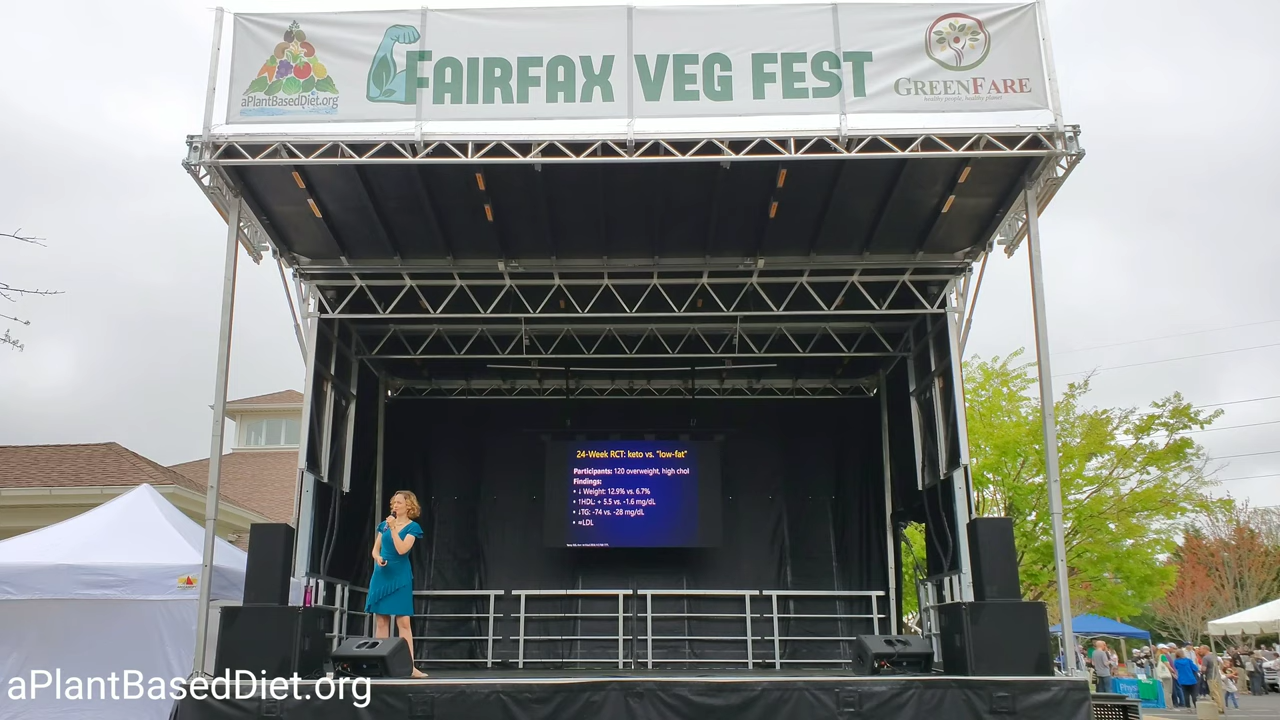 aPlantBasedDiet.org
FAIRFAX VEG FEST
GREENFARE
healthy people, healthy planet
24-Week RCT: keto vs. "low-fat"
Participants: 120 overweight, high chol
Findings:
• ↓ Weight: 12.9% vs. 6.7%
• ↑HDL: + 5.5 vs. -1.6 mg/dL
• ↓TG: -74 vs. -28 mg/dL
• ≈LDL
aPlantBasedDiet.org